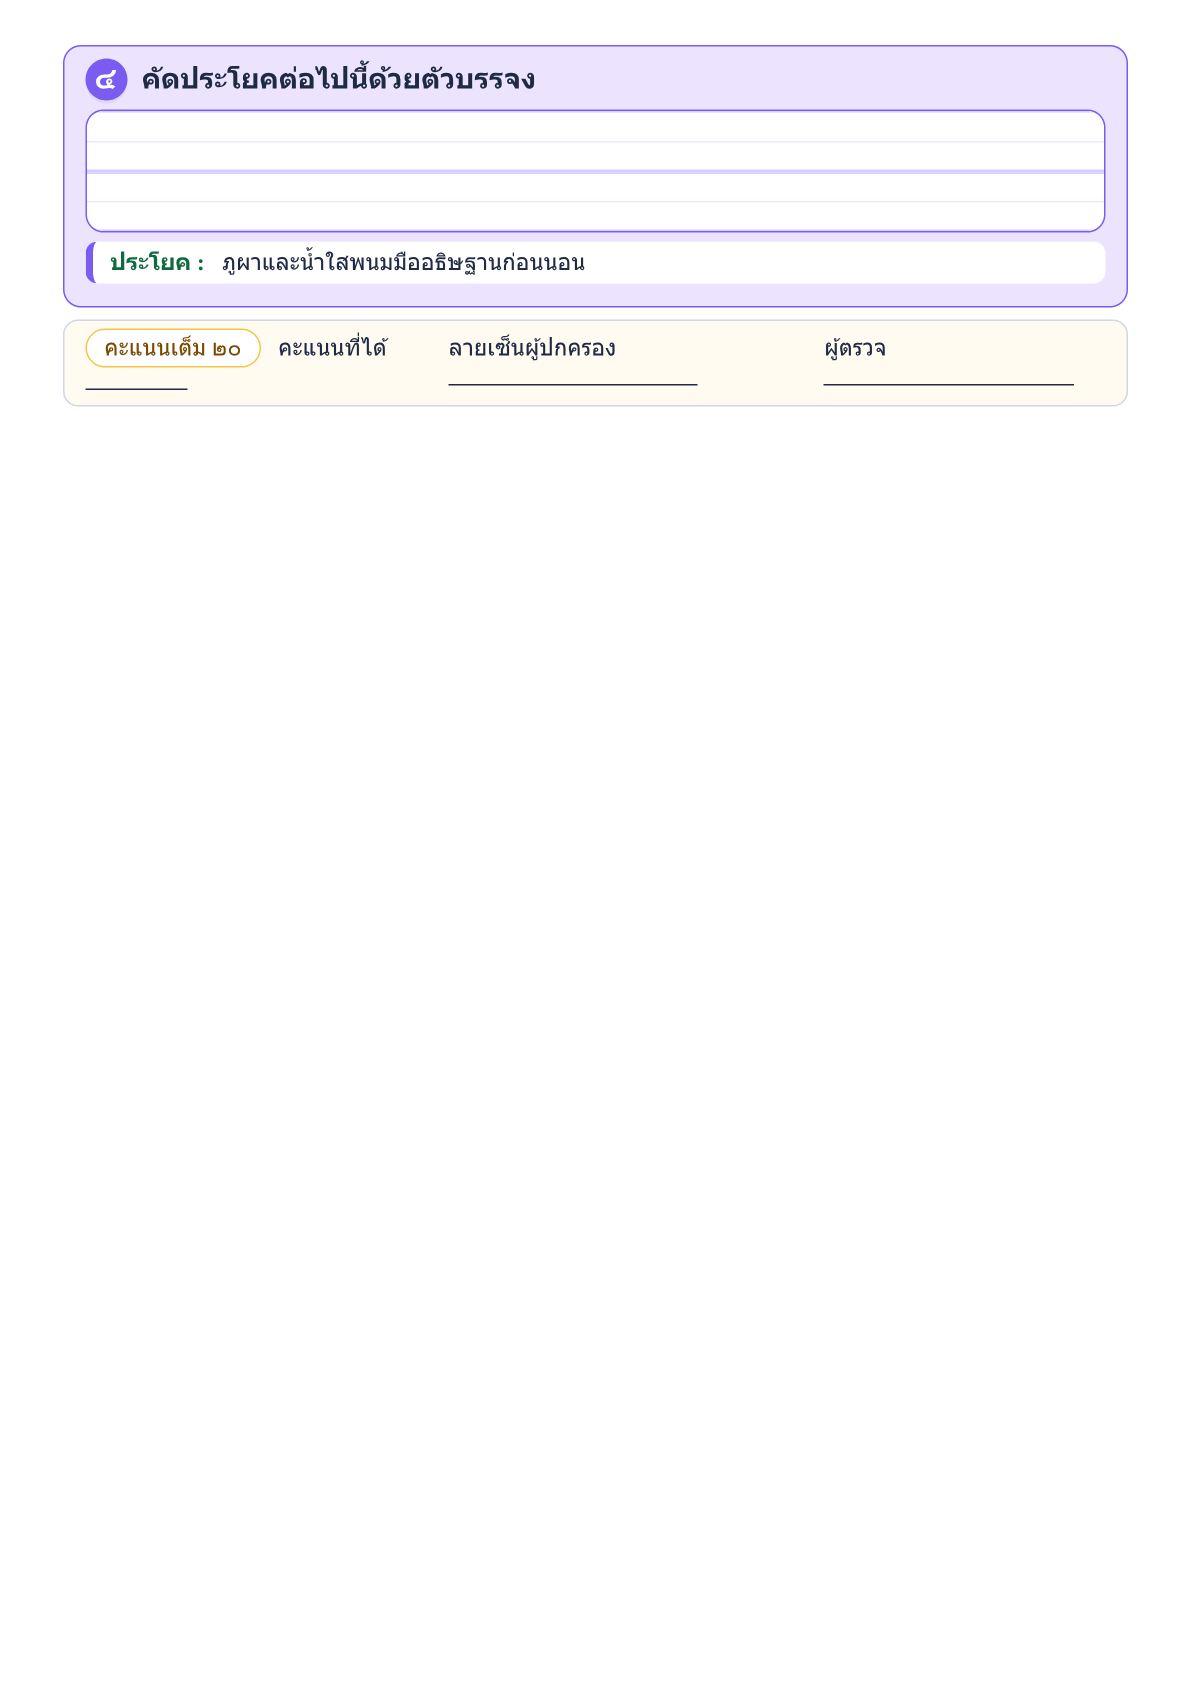 ๔ คัดประโยคต่อไปนี้ด้วยตัวบรรจง
ประโยค : ภูผาและน้ำใสพนมมืออธิษฐานก่อนนอน
คะแนนเต็ม ๒๐ คะแนนที่ได้ ลายเซ็นผู้ปกครอง ผู้ตรวจ